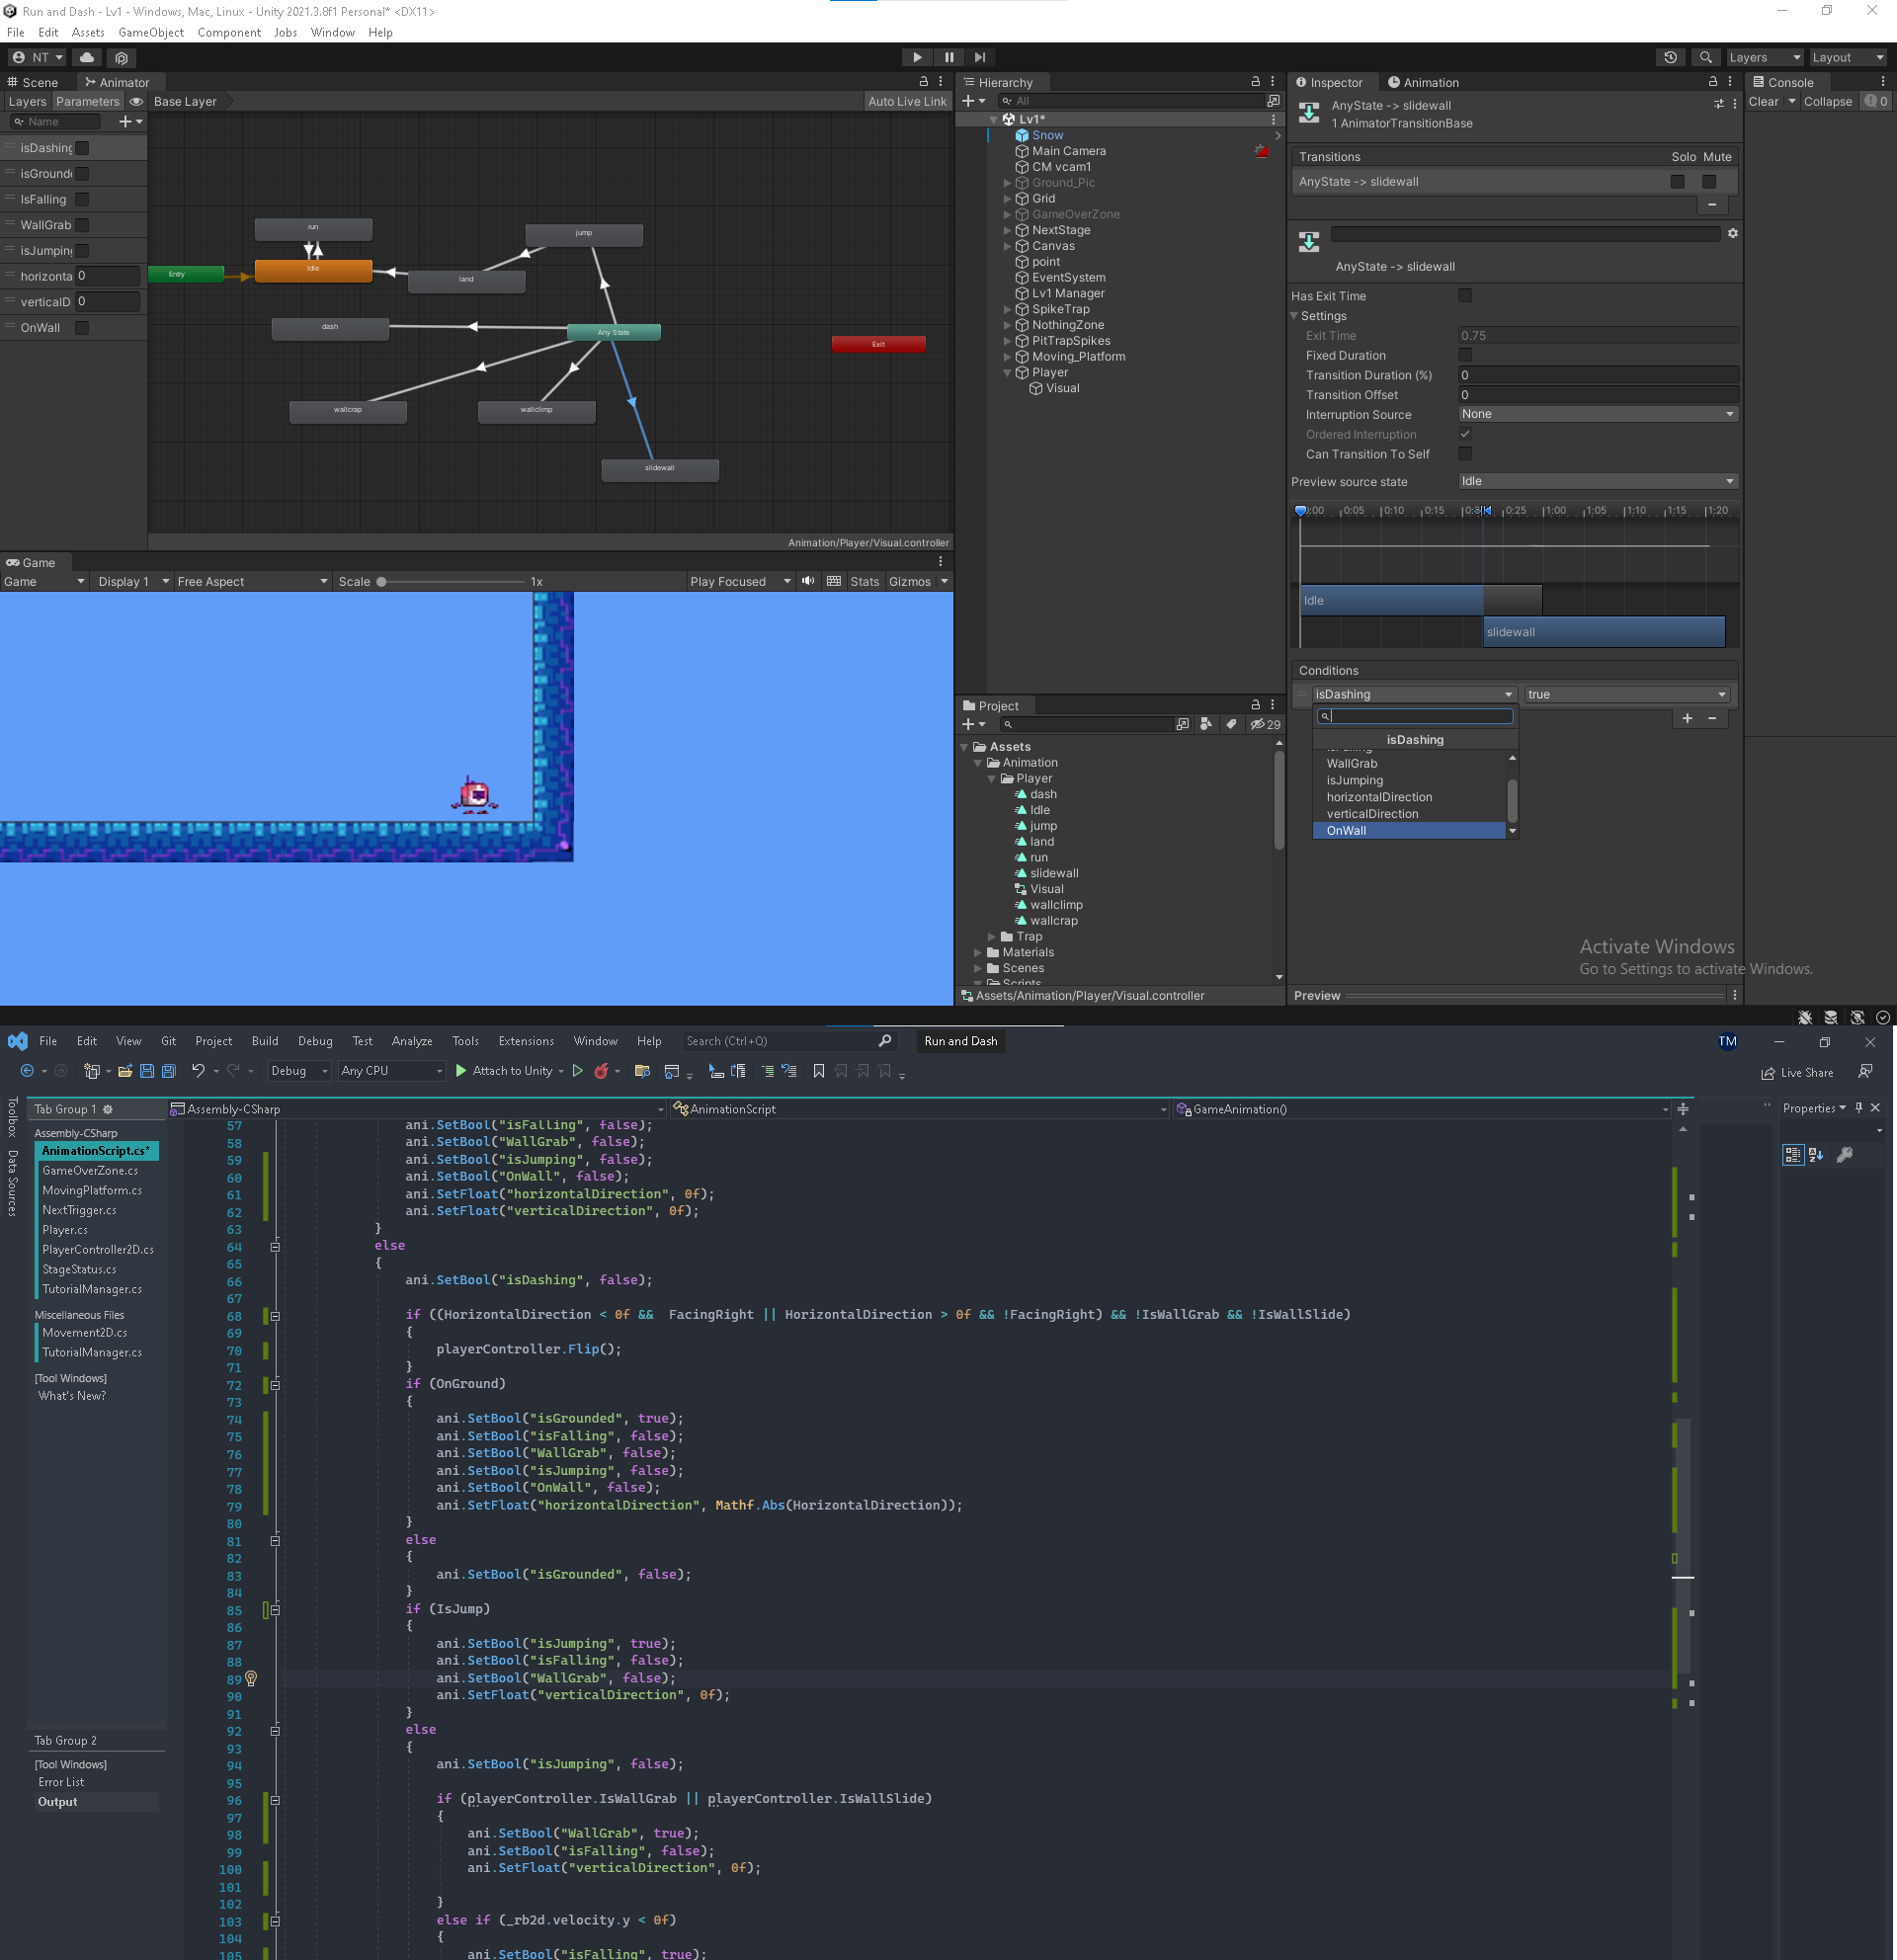 Run and Dash - Lv1 - Windows, Mac, Linux - Unity 2021.3.8f1 Personal* <DX11>
File Edit Assets GameObject Component Jobs Window Help
NT
Layers
Layout
Scene
Animator
Layers Parameters
Base Layer
Auto Live Link
Name
isDashing
isGrounde
IsFalling
WallGrab
isJumping
horizonta 0
verticalD 0
OnWall
run
jump
Entry
Idle
land
dash
Any State
Exit
wallcrap
wallclimp
slidewall
Animation/Player/Visual.controller
Game
Game Display 1 Free Aspect Scale 1x Play Focused Stats Gizmos
Hierarchy
All
Lv1*
Snow
Main Camera
CM vcam1
Ground_Pic
Grid
GameOverZone
NextStage
Canvas
point
EventSystem
Lv1 Manager
SpikeTrap
NothingZone
PitTrapSpikes
Moving_Platform
Player
Visual
Project
29
Assets
Animation
Player
dash
Idle
jump
land
run
slidewall
Visual
wallclimp
wallcrap
Trap
Materials
Scenes
Scripts
Assets/Animation/Player/Visual.controller
Inspector
Animation
AnyState -> slidewall
1 AnimatorTransitionBase
Transitions Solo Mute
AnyState -> slidewall
AnyState -> slidewall
Has Exit Time
Settings
Exit Time 0.75
Fixed Duration
Transition Duration (%) 0
Transition Offset 0
Interruption Source None
Ordered Interruption
Can Transition To Self
Preview source state Idle
0:05 0:10 0:15 0:25 1:00 1:05 1:10 1:15 1:20
Idle
slidewall
Conditions
isDashing true
isDashing
WallGrab
isJumping
horizontalDirection
verticalDirection
OnWall
Preview
Console
Clear Collapse 0
Activate Windows
Go to Settings to activate Windows.
File Edit View Git Project Build Debug Test Analyze Tools Extensions Window Help Search (Ctrl+Q) Run and Dash TM
Debug Any CPU Attach to Unity Live Share
Toolbox
Data Sources
Tab Group 1
Assembly-CSharp
AnimationScript.cs*
GameOverZone.cs
MovingPlatform.cs
NextTrigger.cs
Player.cs
PlayerController2D.cs
StageStatus.cs
TutorialManager.cs
Miscellaneous Files
Movement2D.cs
TutorialManager.cs
[Tool Windows]
What's New?
Tab Group 2
[Tool Windows]
Error List
Output
Assembly-CSharp AnimationScript GameAnimation()
Properties
57 ani.SetBool("isFalling", false);
58 ani.SetBool("WallGrab", false);
59 ani.SetBool("isJumping", false);
60 ani.SetBool("OnWall", false);
61 ani.SetFloat("horizontalDirection", 0f);
62 ani.SetFloat("verticalDirection", 0f);
63 }
64 else
65 {
66 ani.SetBool("isDashing", false);
67
68 if ((HorizontalDirection < 0f && FacingRight || HorizontalDirection > 0f && !FacingRight) && !IsWallGrab && !IsWallSlide)
69 {
70 playerController.Flip();
71 }
72 if (OnGround)
73 {
74 ani.SetBool("isGrounded", true);
75 ani.SetBool("isFalling", false);
76 ani.SetBool("WallGrab", false);
77 ani.SetBool("isJumping", false);
78 ani.SetBool("OnWall", false);
79 ani.SetFloat("horizontalDirection", Mathf.Abs(HorizontalDirection));
80 }
81 else
82 {
83 ani.SetBool("isGrounded", false);
84 }
85 if (IsJump)
86 {
87 ani.SetBool("isJumping", true);
88 ani.SetBool("isFalling", false);
89 ani.SetBool("WallGrab", false);
90 ani.SetFloat("verticalDirection", 0f);
91 }
92 else
93 {
94 ani.SetBool("isJumping", false);
95
96 if (playerController.IsWallGrab || playerController.IsWallSlide)
97 {
98 ani.SetBool("WallGrab", true);
99 ani.SetBool("isFalling", false);
100 ani.SetFloat("verticalDirection", 0f);
101
102 }
103 else if (_rb2d.velocity.y < 0f)
104 {
105 ani.SetBool("isFalling", true);